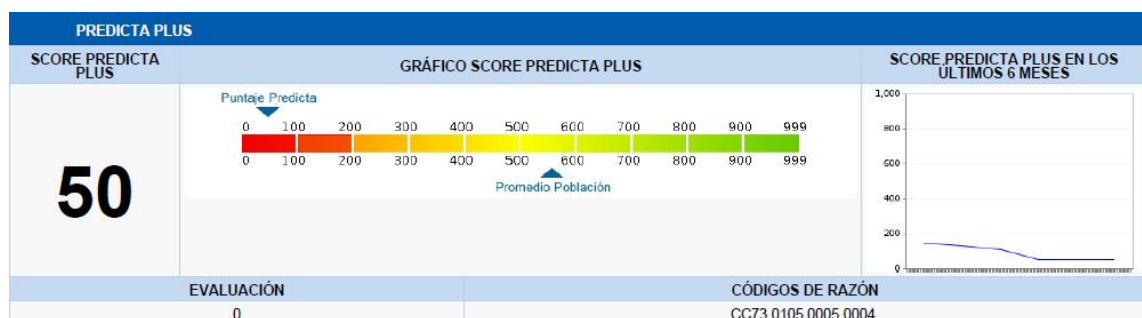 PREDICTA PLUS
SCORE PREDICTA
PLUS
GRÁFICO SCORE PREDICTA PLUS
SCORE PREDICTA PLUS EN LOS
ÚLTIMOS 6 MESES
50
Puntaje Predicta
0 100 200 300 400 500 600 700 800 900 999
0 100 200 300 400 500 600 700 800 900 999
Promedio Población
1,000
800
600
400
200
0
EVALUACIÓN
CÓDIGOS DE RAZÓN
0
CC73 0105 0005 0004